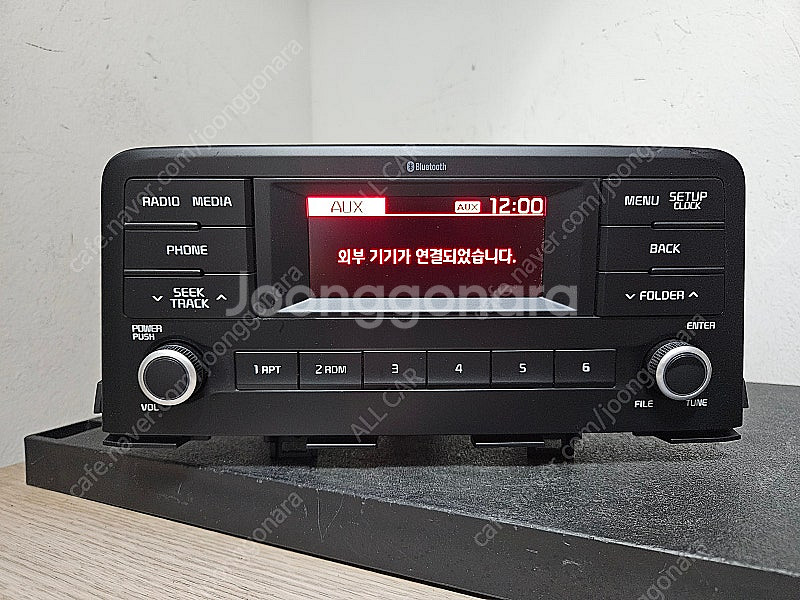 Bluetooth
RADIO MEDIA
AUX AUX 12:00
MENU SETUP
CLOCK
PHONE
외부 기기가 연결되었습니다.
BACK
SEEK
TRACK
FOLDER
Joonggonara
POWER
PUSH
ENTER
1 RPT 2 RDM 3 4 5 6
VOL
FILE TUNE
ALL CAR
cafe.naver.com/joonggonara